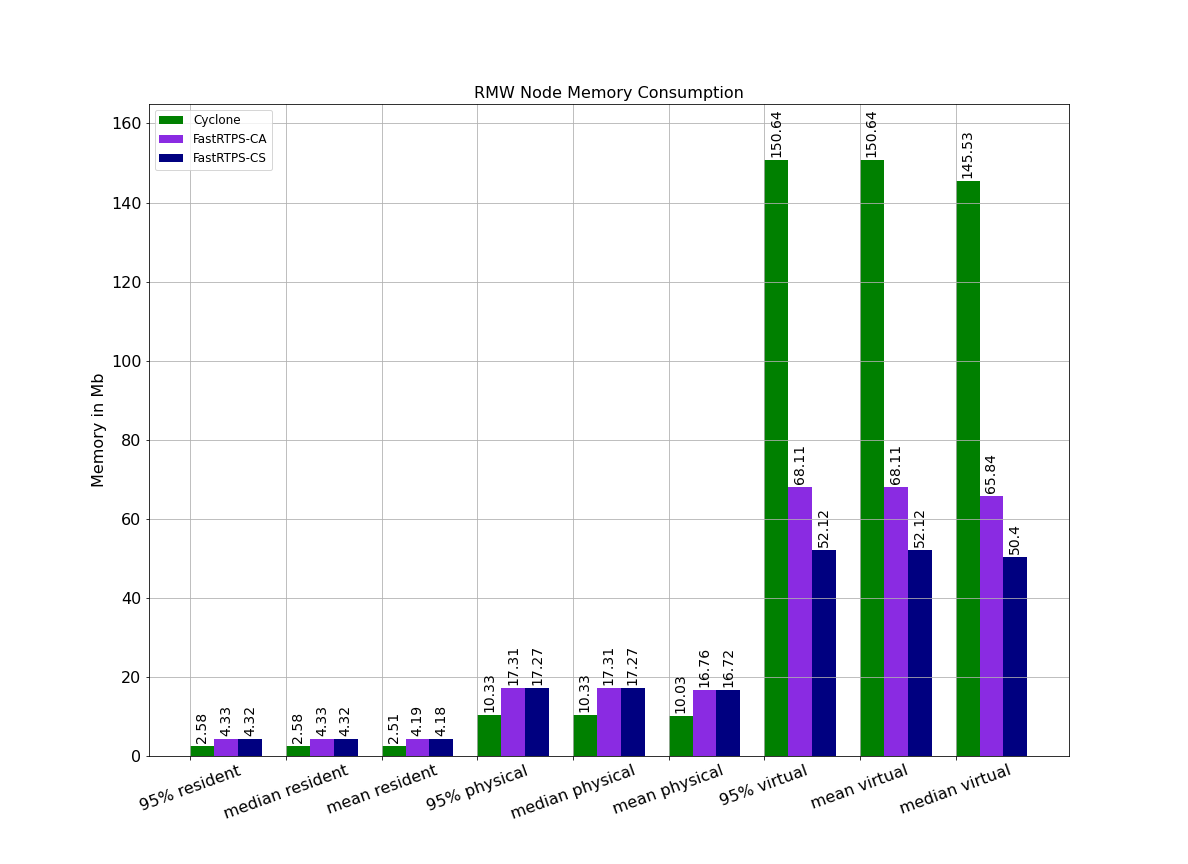 RMW Node Memory Consumption
Cyclone
FastRTPS-CA
FastRTPS-CS
Memory in Mb
160
140
120
100
80
60
40
20
0
2.58
4.33
4.32
2.58
4.33
4.32
2.51
4.19
4.18
10.33
17.31
17.27
10.33
17.31
17.27
10.03
16.76
16.72
150.64
68.11
52.12
150.64
68.11
52.12
145.53
65.84
50.4
95% resident
median resident
mean resident
95% physical
median physical
mean physical
95% virtual
mean virtual
median virtual